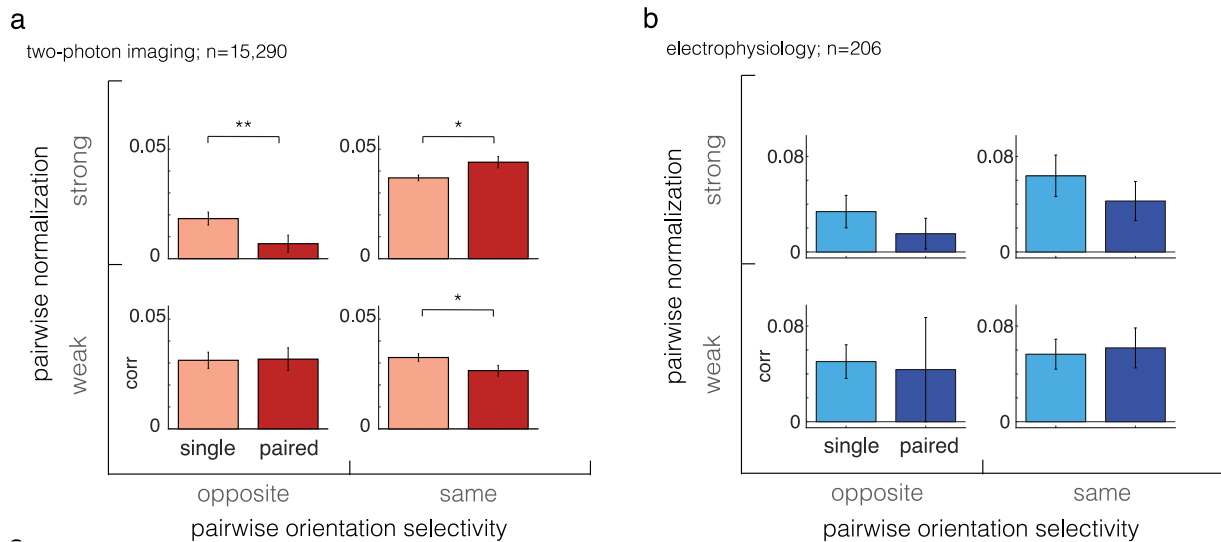 a
two-photon imaging; n=15,290
pairwise normalization
strong
weak
0.05
0
**
0.05
0
*
0.05
0
corr
single paired
0.05
0
*
opposite same
pairwise orientation selectivity
b
electrophysiology; n=206
pairwise normalization
strong
weak
0.08
0
0.08
0
0.08
0
corr
single paired
0.08
0
opposite same
pairwise orientation selectivity